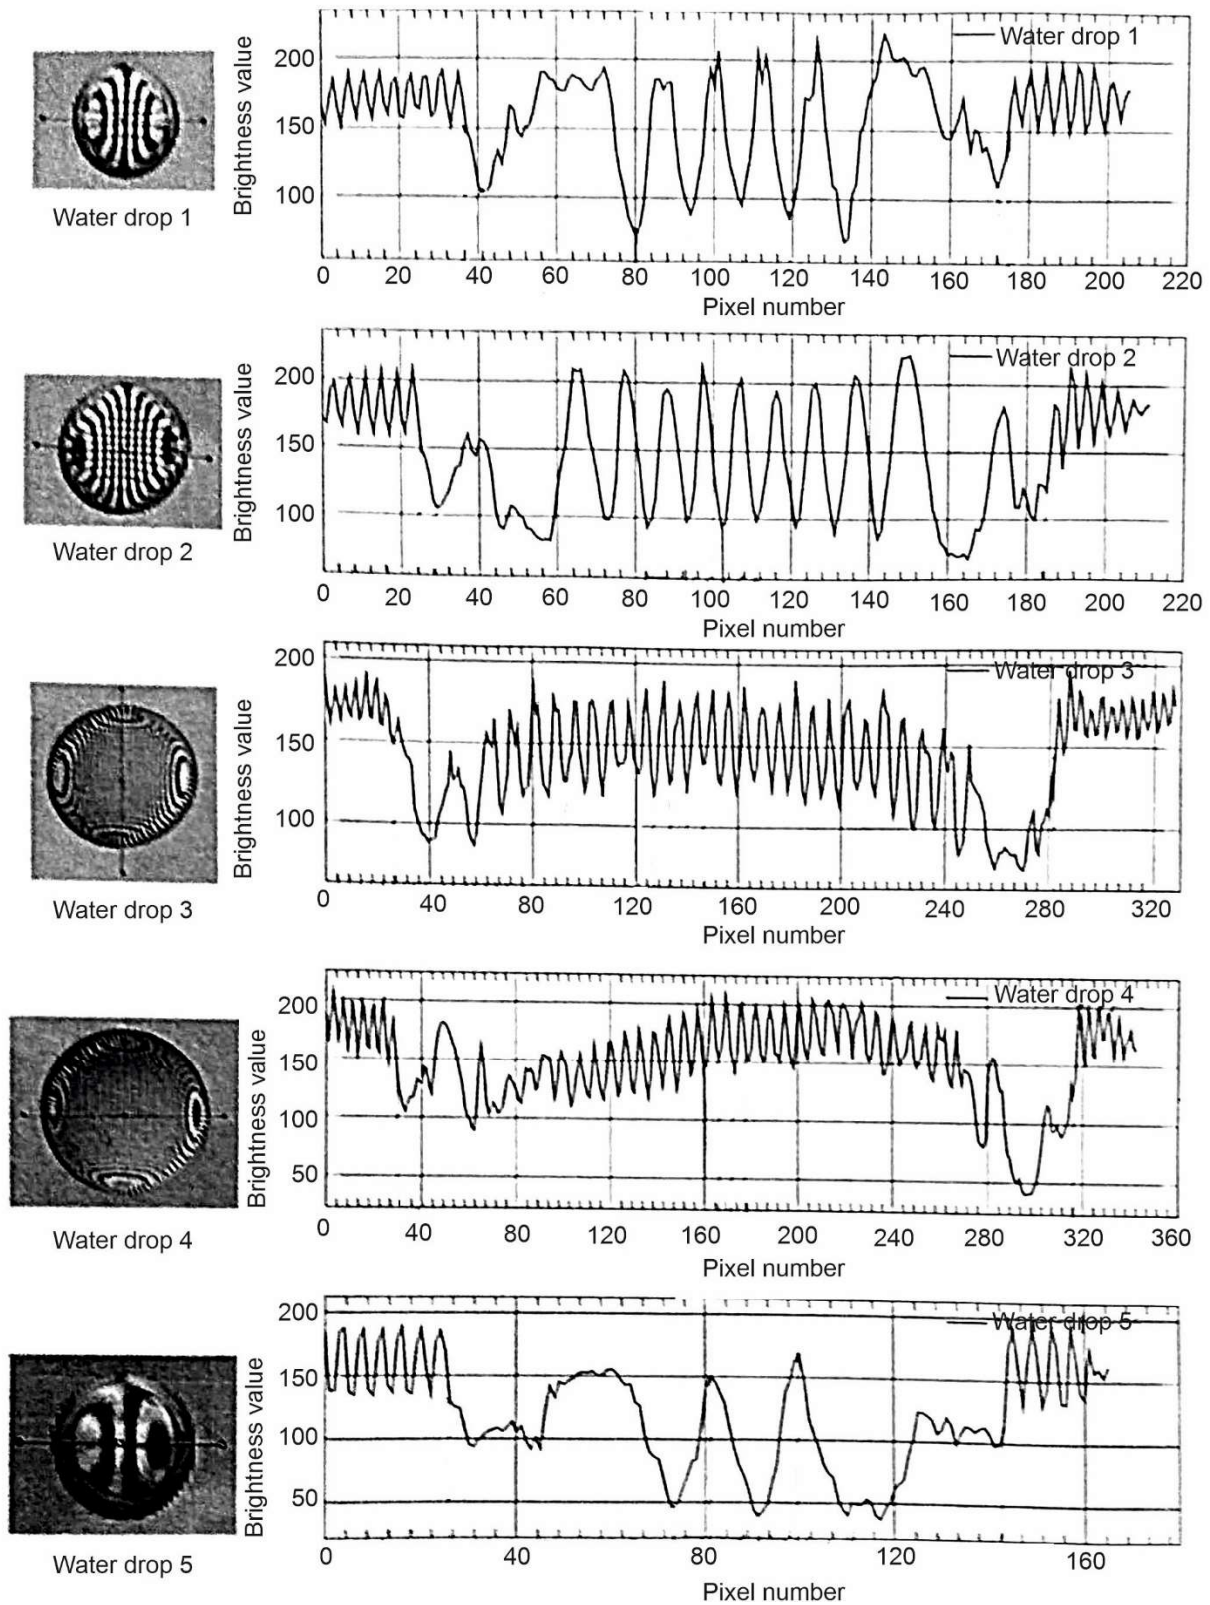 200
150
100
Brightness value
Water drop 1
Water drop 1
0 20 40 60 80 100 120 140 160 180 200 220
Pixel number
200
150
100
Brightness value
Water drop 2
Water drop 2
0 20 40 60 80 100 120 140 160 180 200 220
Pixel number
200
150
100
Brightness value
Water drop 3
Water drop 3
0 40 80 120 160 200 240 280 320
Pixel number
200
150
100
50
Brightness value
Water drop 4
Water drop 4
0 40 80 120 160 200 240 280 320 360
Pixel number
200
150
100
50
Brightness value
Water drop 5
Water drop 5
0 40 80 120 160
Pixel number